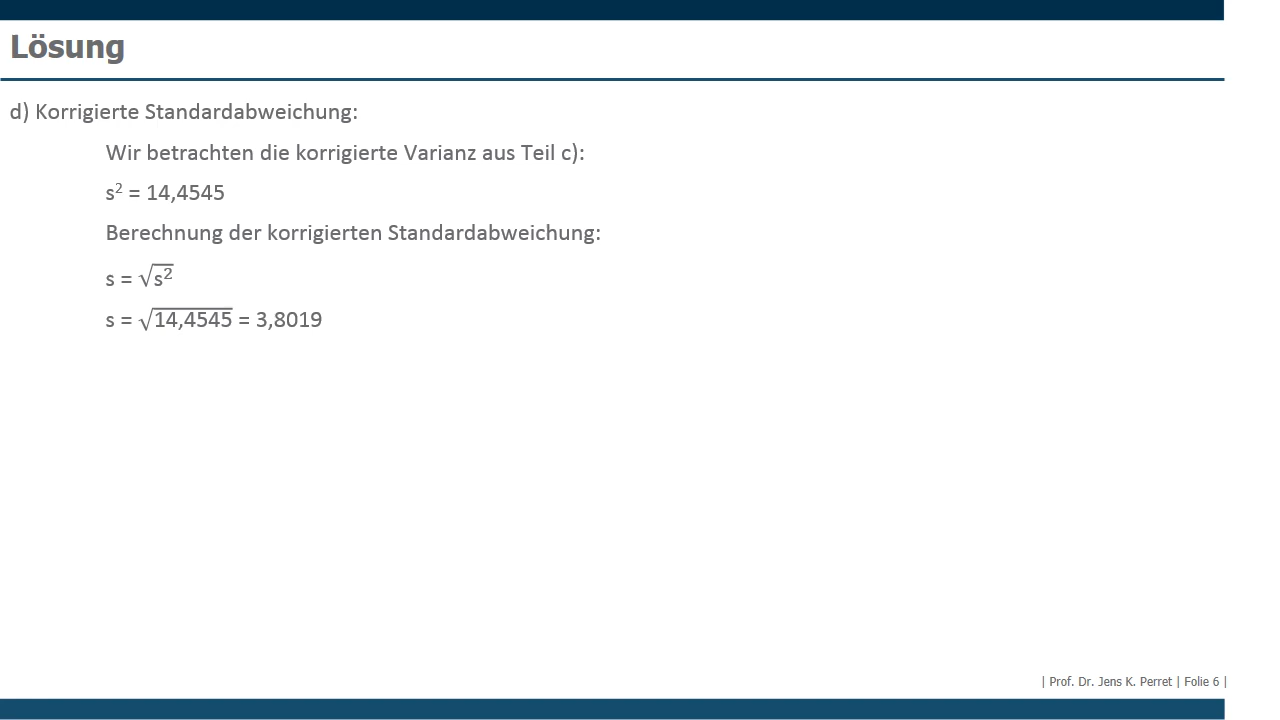 Lösung
d) Korrigierte Standardabweichung:
Wir betrachten die korrigierte Varianz aus Teil c):
s² = 14,4545
Berechnung der korrigierten Standardabweichung:
s = √s²
s = √14,4545 = 3,8019
| Prof. Dr. Jens K. Perret | Folie 6 |